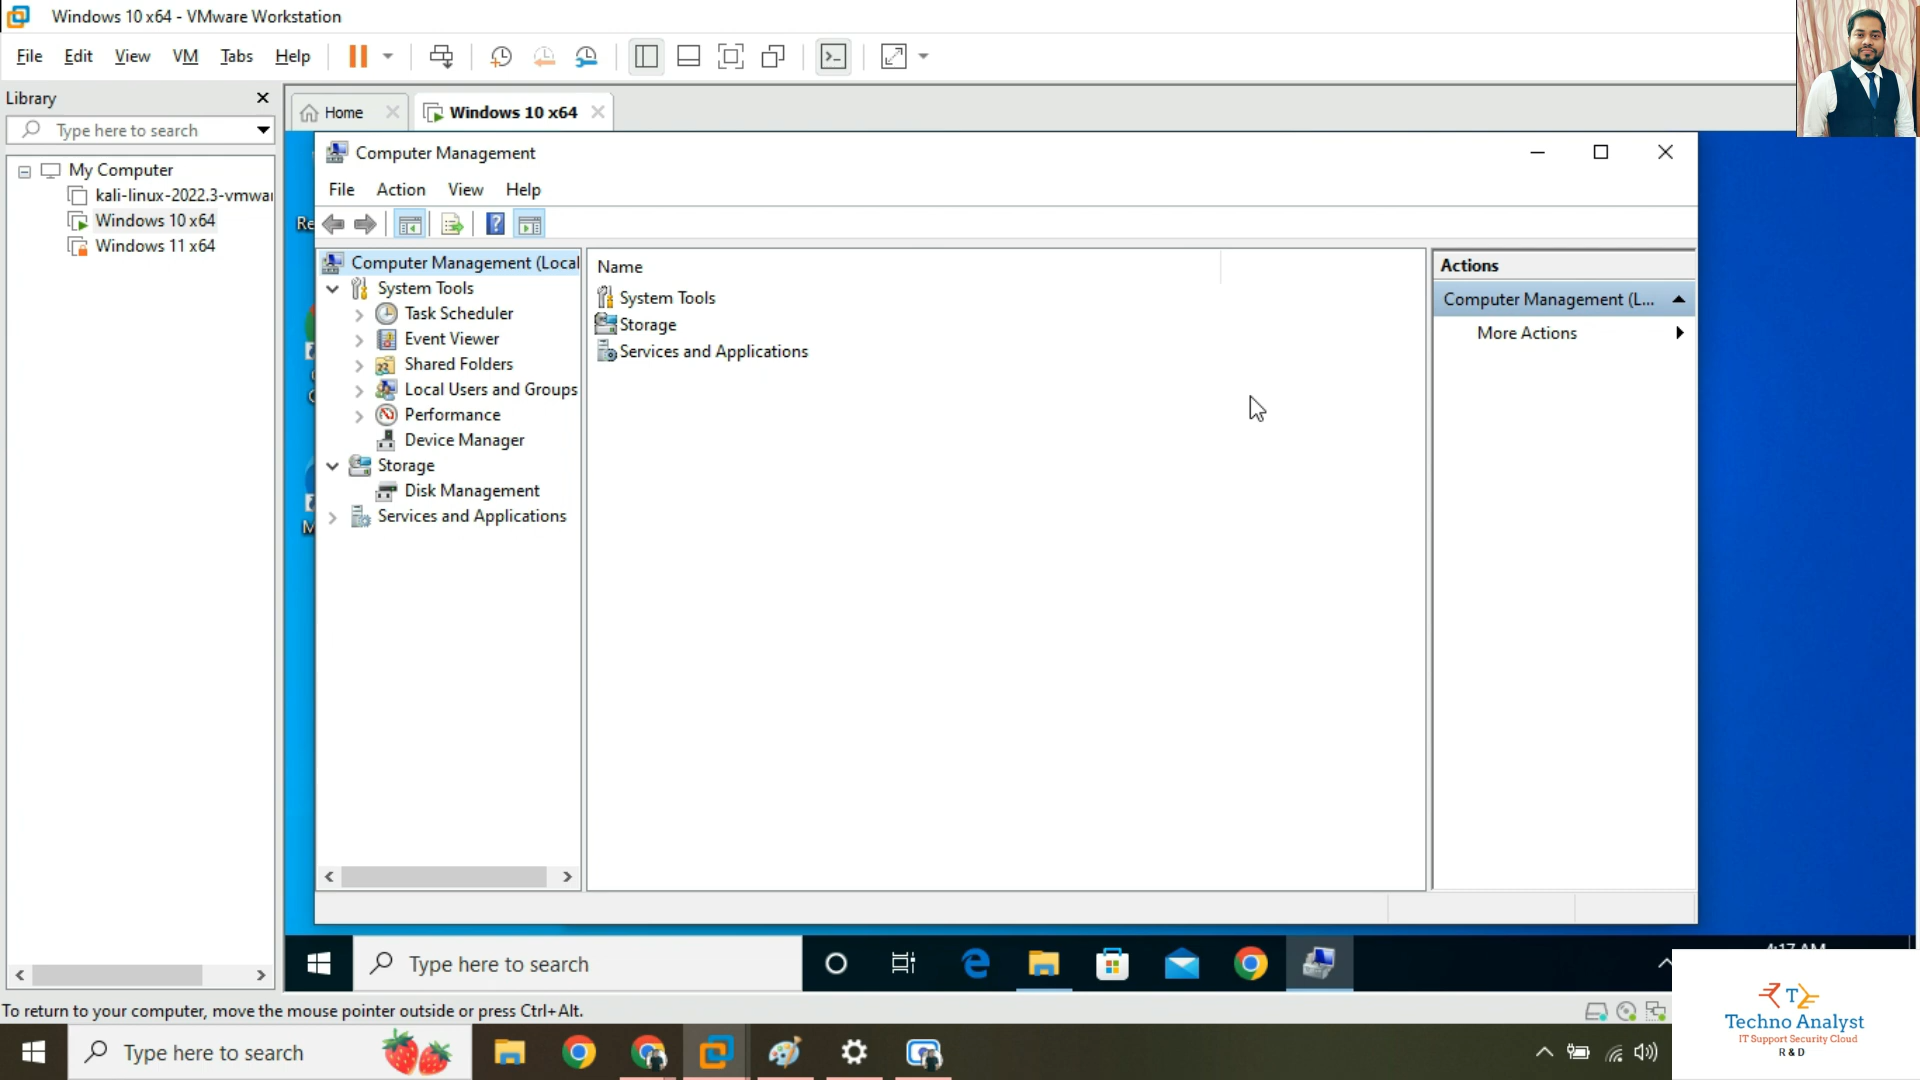 Windows 10 x64 - VMware Workstation
File Edit View VM Tabs Help
Library
Type here to search
My Computer
kali-linux-2022.3-vmwar
Windows 10 x64
Windows 11 x64
Home
Windows 10 x64
Computer Management
File Action View Help
Re
Computer Management (Local
System Tools
Task Scheduler
Event Viewer
Shared Folders
Local Users and Groups
Performance
Device Manager
Storage
Disk Management
Services and Applications
Name
System Tools
Storage
Services and Applications
Actions
Computer Management (L...
More Actions
Type here to search
To return to your computer, move the mouse pointer outside or press Ctrl+Alt.
Type here to search
Techno Analyst
IT Support Security Cloud
R & D